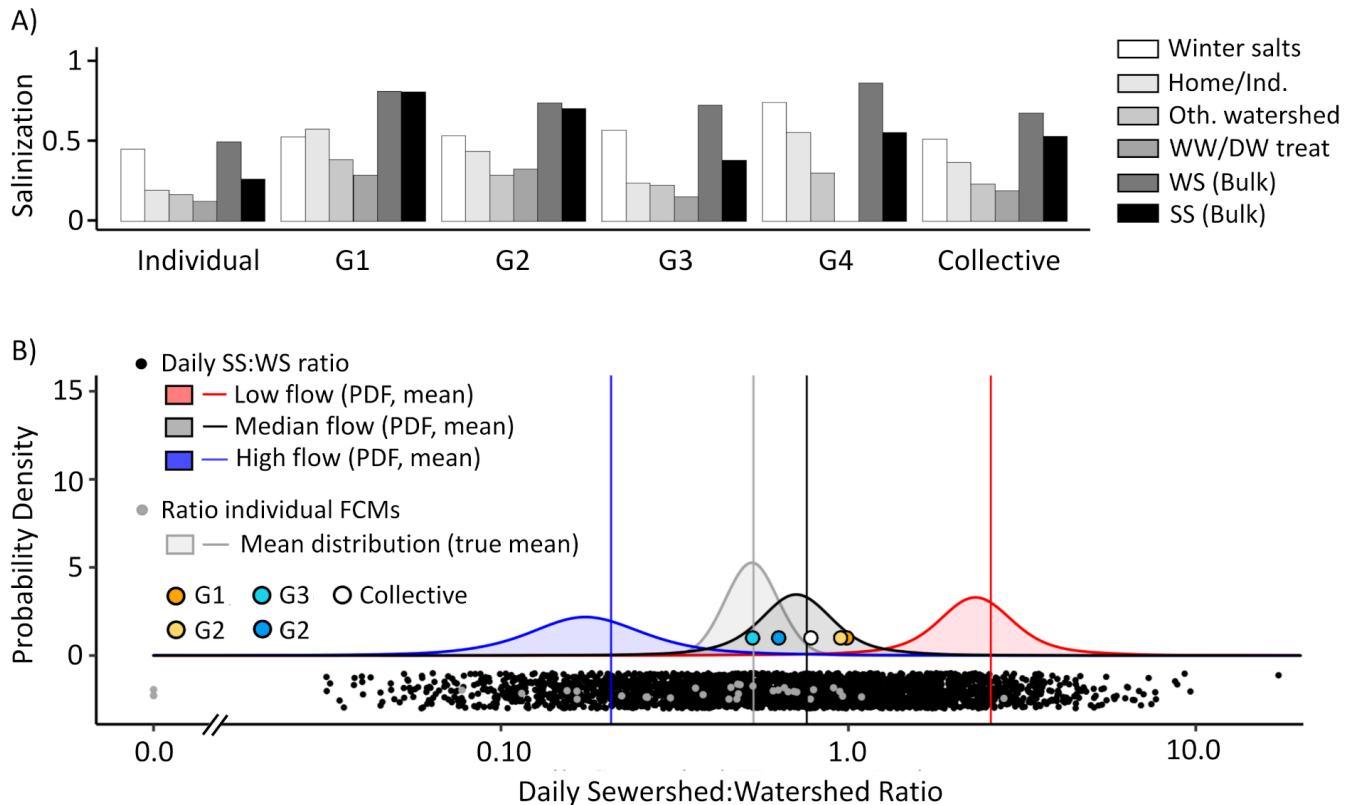 A)
Salinization
1
0.5
0
Individual G1 G2 G3 G4 Collective
Winter salts
Home/Ind.
Oth. watershed
WW/DW treat
WS (Bulk)
SS (Bulk)
B)
Probability Density
15
10
5
0
Daily SS:WS ratio
Low flow (PDF, mean)
Median flow (PDF, mean)
High flow (PDF, mean)
Ratio individual FCMs
Mean distribution (true mean)
G1 G3 Collective
G2 G2
0.0 0.10 1.0 10.0
Daily Sewershed:Watershed Ratio